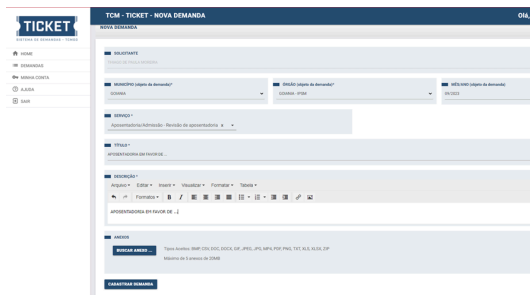 TCM - TICKET - NOVA DEMANDA
Olá,
TICKET
SISTEMA DE DEMANDAS - TCMGO
NOVA DEMANDA
HOME
DEMANDAS
MINHA CONTA
AJUDA
SAIR
SOLICITANTE
MUNICÍPIO (objeto da demanda)*
ÓRGÃO (objeto da demanda)*
MÊS/ANO (objeto da demanda)
GOIANIA
GOIANIA - IPSM
09/2022
SERVIÇO *
Aposentadoria/Admissão - Revisão de aposentadoria x
TÍTULO *
APOSENTADORIA EM FAVOR DE ...
DESCRIÇÃO *
Arquivo Editar Inserir Visualizar Formatar Tabela
Formatos B I
APOSENTADORIA EM FAVOR DE ...
ANEXOS
BUSCAR ANEXO ...
Tipos Aceitos: BMP, CSV, DOC, DOCX, GIF, JPEG, JPG, MP4, PDF, PNG, TXT, XLS, XLSX, ZIP
Máximo de 5 anexos de 20MB
CADASTRAR DEMANDA